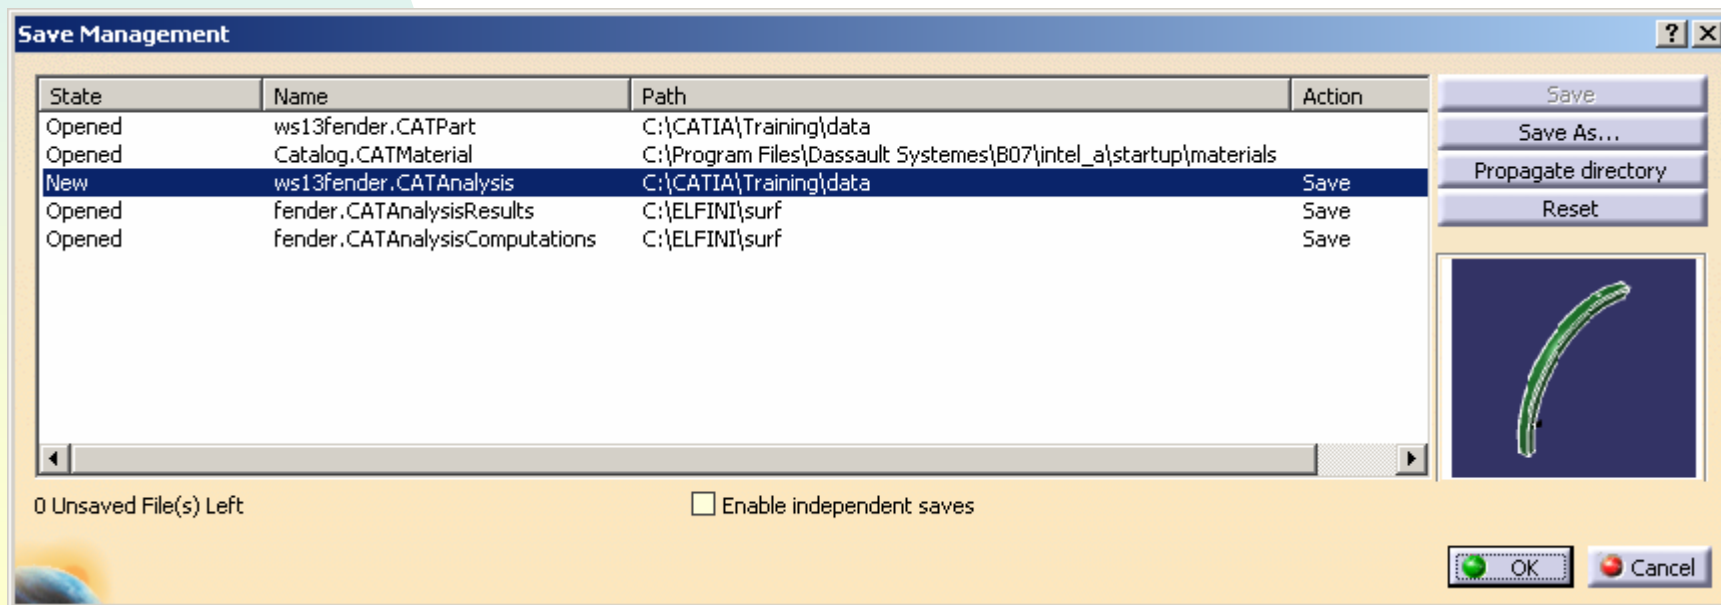 Save Management
State Name Path Action
Opened ws13fender.CATPart C:\CATIA\Training\data
Opened Catalog.CATMaterial C:\Program Files\Dassault Systemes\B07\intel_a\startup\materials
New ws13fender.CATAnalysis C:\CATIA\Training\data Save
Opened fender.CATAnalysisResults C:\ELFINI\surf Save
Opened fender.CATAnalysisComputations C:\ELFINI\surf Save
Save
Save As...
Propagate directory
Reset
0 Unsaved File(s) Left
Enable independent saves
OK
Cancel